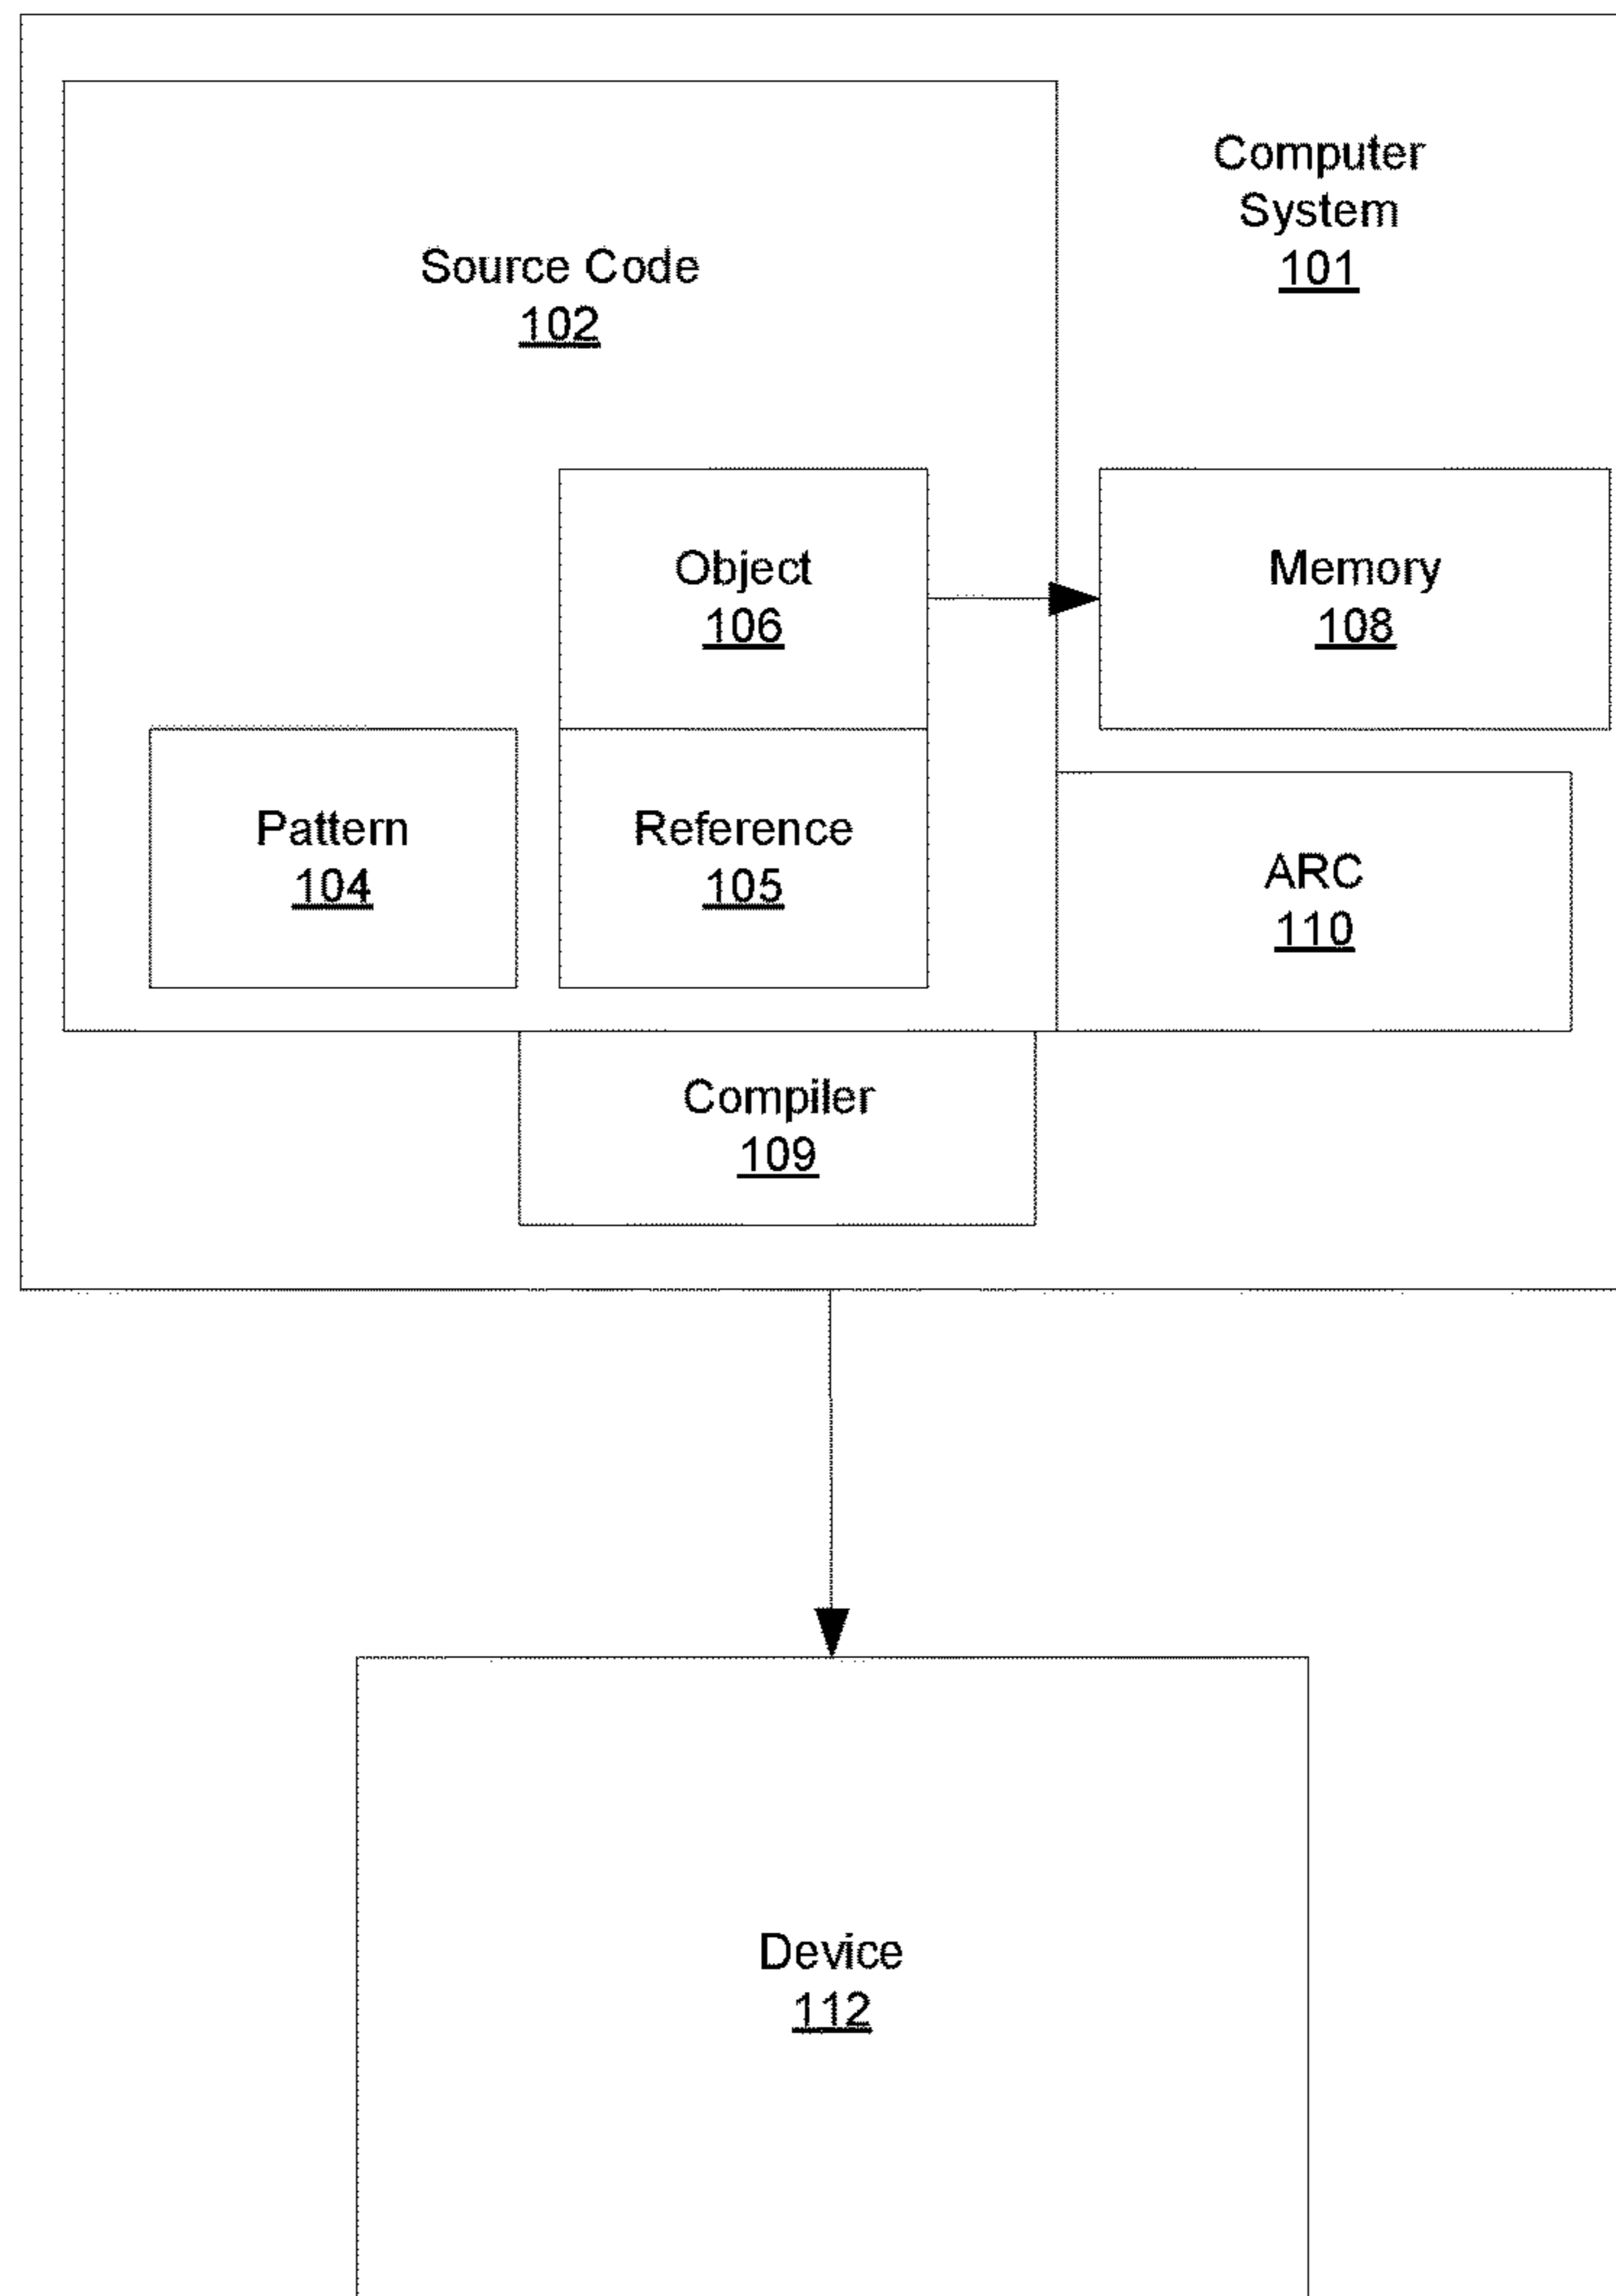 Computer
System
101
Source Code
102
Object
106
Memory
108
Pattern
104
Reference
105
ARC
110
Compiler
109
Device
112